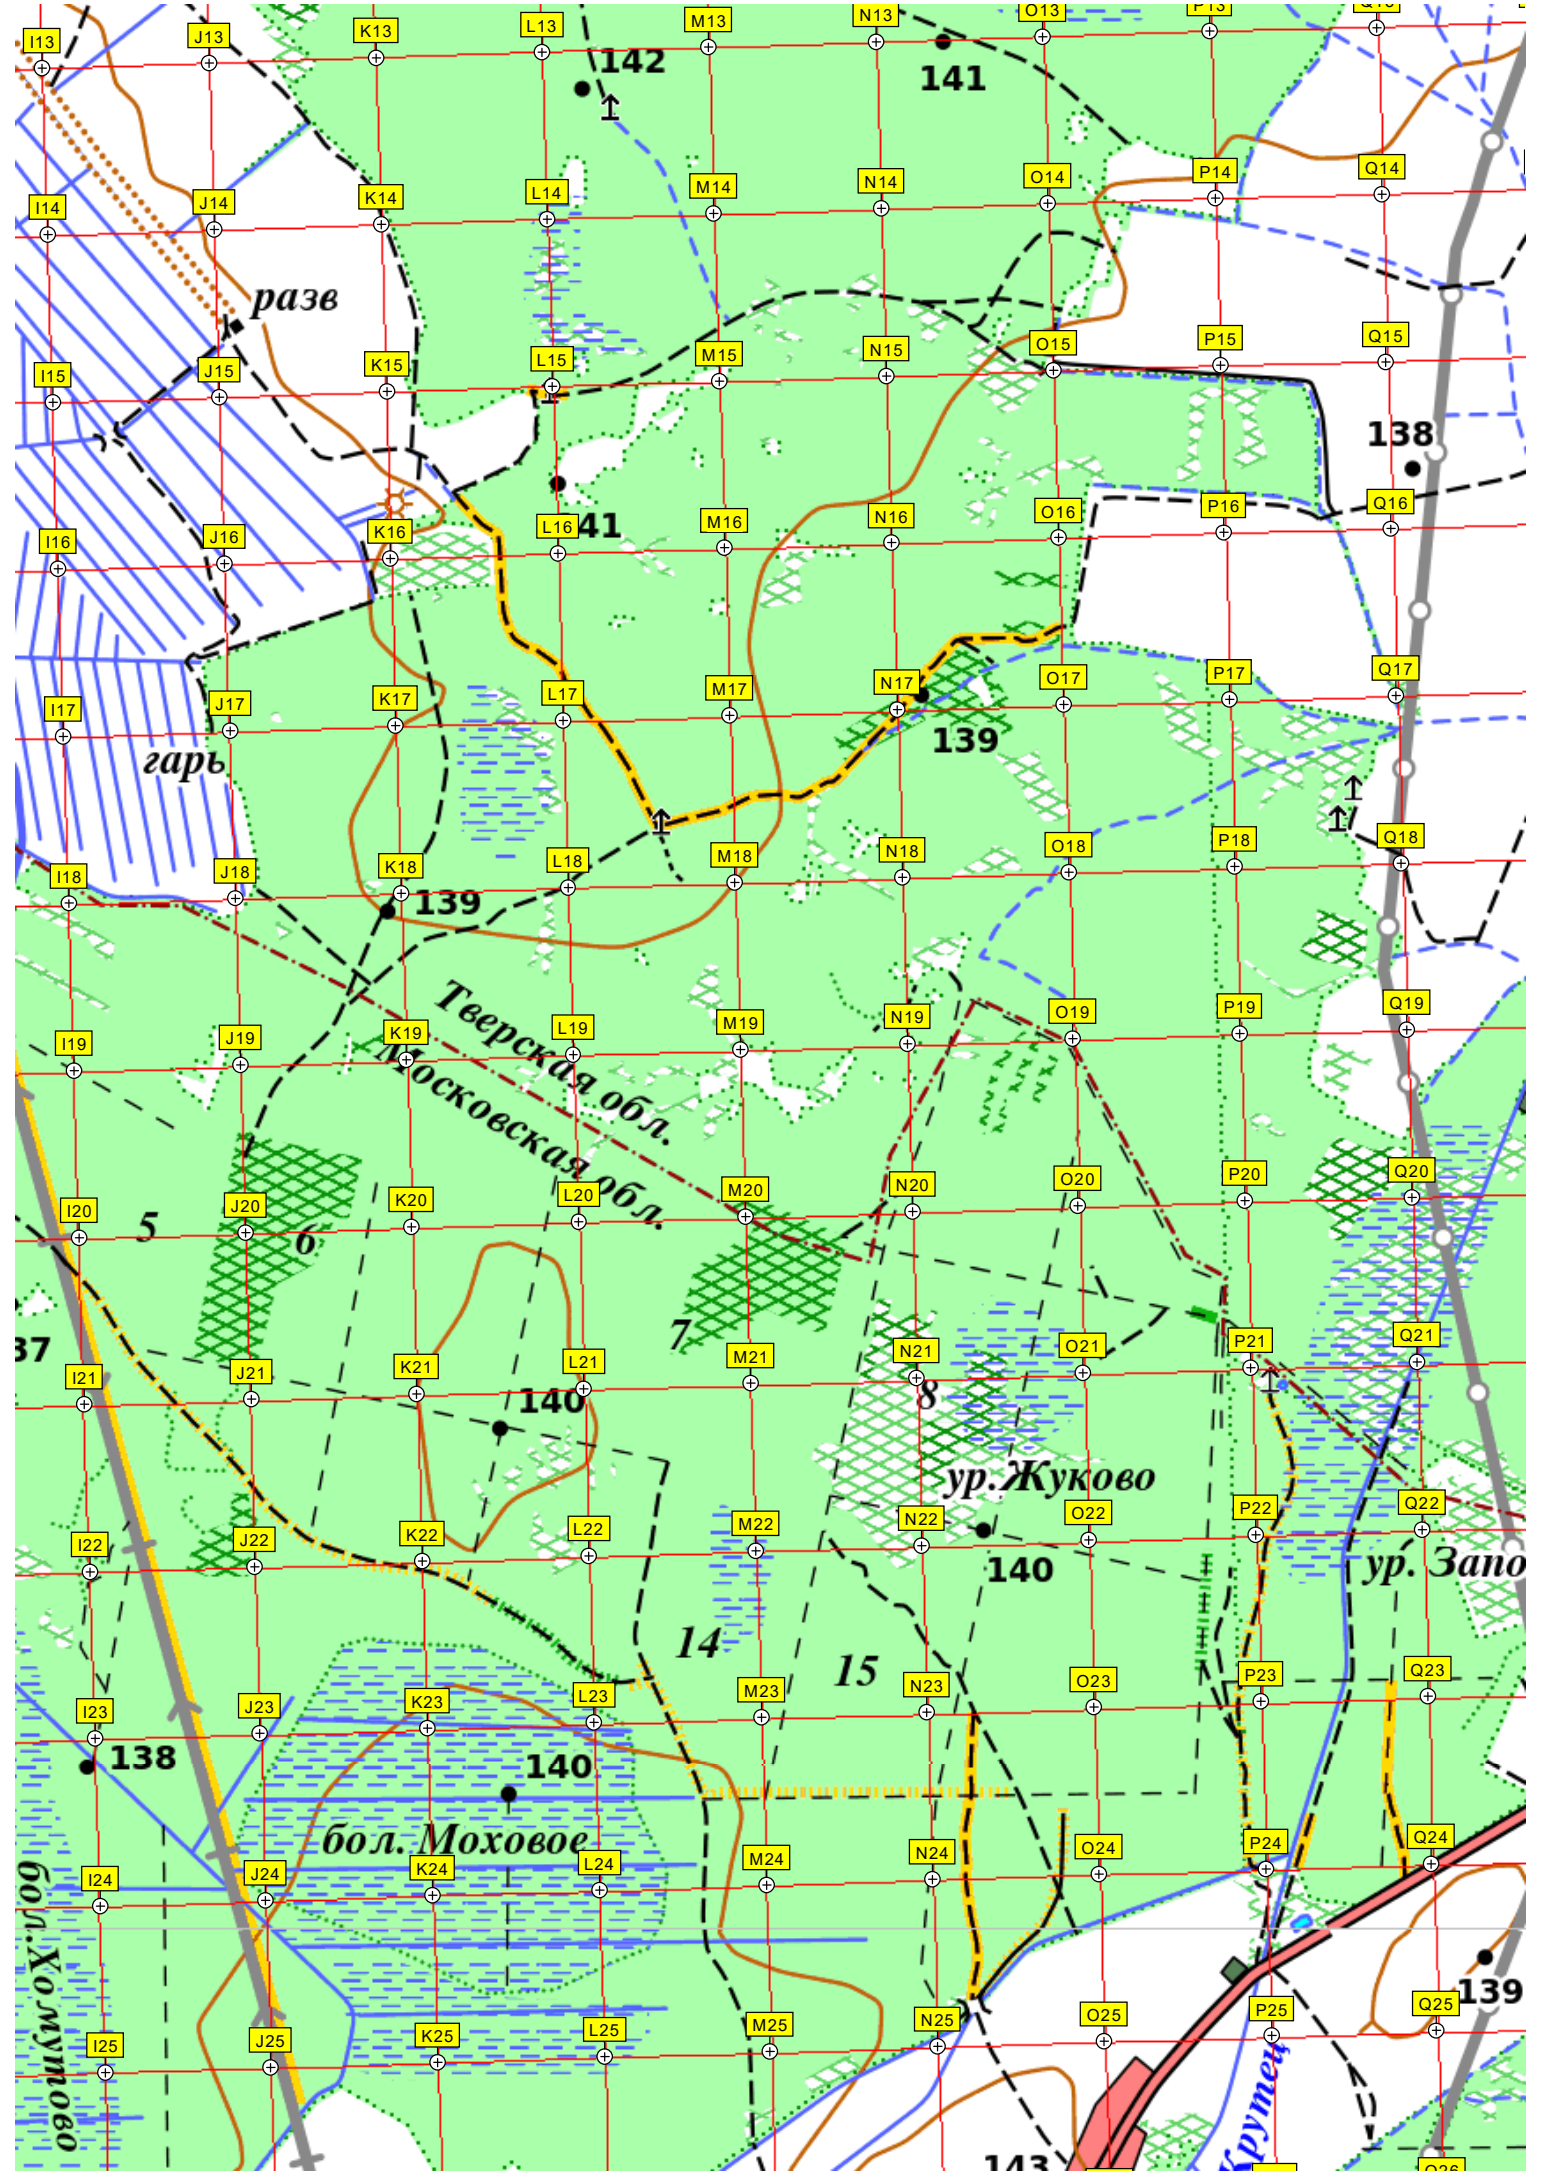 I13 J13 K13 L13 M13 N13 O13 P13
142
141
I14 J14 K14 L14 M14 N14 O14 P14 Q14
разв
I15 J15 K15 L15 M15 N15 O15 P15 Q15
138
I16 J16 K16 L16 M16 N16 O16 P16 Q16
41
I17 J17 K17 L17 M17 N17 O17 P17 Q17
139
гарь
I18 J18 K18 L18 M18 N18 O18 P18 Q18
139
Тверская обл.
Московская обл.
I19 J19 K19 L19 M19 N19 O19 P19 Q19
I20 J20 K20 L20 M20 N20 O20 P20 Q20
5
6
7
37
I21 J21 K21 L21 M21 N21 O21 P21 Q21
140
8
ур.Жуково
I22 J22 K22 L22 M22 N22 O22 P22 Q22
140
ур. Запо
14
15
I23 J23 K23 L23 M23 N23 O23 P23 Q23
138
140
бол. Моховое
I24 J24 K24 L24 M24 N24 O24 P24 Q24
бол.Хомутово
139
I25 J25 K25 L25 M25 N25 O25 P25 Q25
Крутец
143
Q26